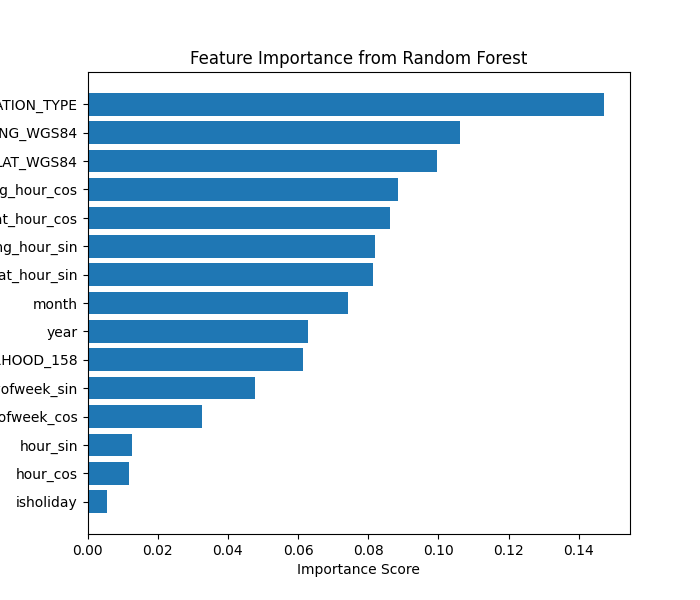 Feature Importance from Random Forest
ATION_TYPE
NG_WGS84
LAT_WGS84
g_hour_cos
at_hour_cos
ng_hour_sin
at_hour_sin
month
year
RHOOD_158
ofweek_sin
ofweek_cos
hour_sin
hour_cos
isholiday
0.00 0.02 0.04 0.06 0.08 0.10 0.12 0.14
Importance Score